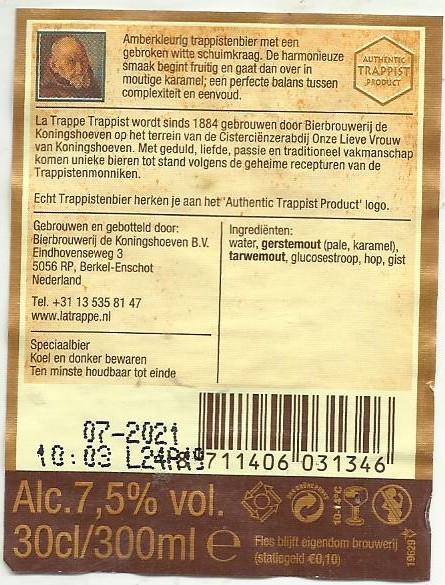 Amberkleurig trappistenbier met een
gebroken witte schuimkraag. De harmonieuze
smaak begint fruitig en gaat dan over in
moutige karamel; een perfecte balans tussen
complexiteit en eenvoud.
AUTHENTIC
TRAPPIST
PRODUCT
La Trappe Trappist wordt sinds 1884 gebrouwen door Bierbrouwerij de
Koningshoeven op het terrein van de Cisterciënzerabdij Onze Lieve Vrouw
van Koningshoeven. Met geduld, liefde, passie en traditioneel vakmanschap
komen unieke bieren tot stand volgens de geheime recepturen van de
Trappistenmonniken.
Echt Trappistenbier herken je aan het 'Authentic Trappist Product' logo.
Gebrouwen en gebotteld door:
Bierbrouwerij de Koningshoeven B.V.
Eindhovenseweg 3
5056 RP, Berkel-Enschot
Nederland
Tel. +31 13 535 81 47
www.latrappe.nl
Ingrediënten:
water, gerstemout (pale, karamel),
tarwemout, glucosestroop, hop, gist
Speciaalbier
Koel en donker bewaren
Ten minste houdbaar tot einde
07-2021
10:09
711406 031346
Alc.7,5% vol.
30cl/300ml e
Fles blijft eigendom brouwerij
(statiegeld €0,10)